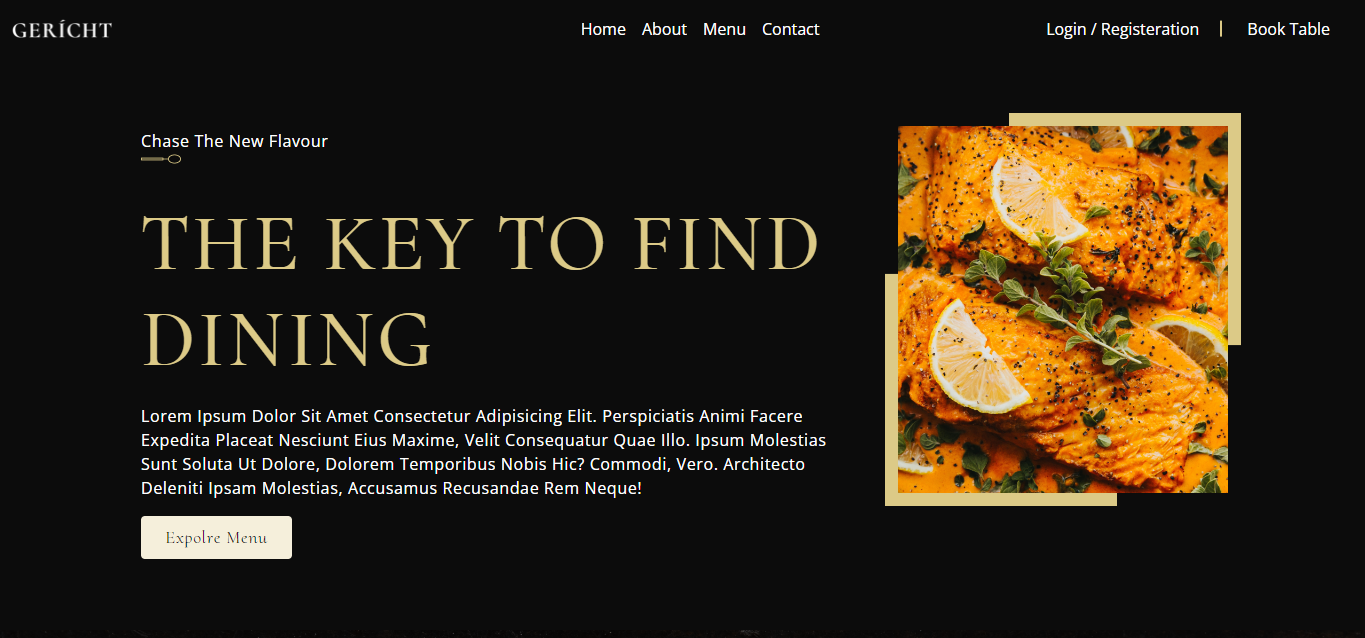 GERÍCHT
Home About Menu Contact
Login / Registeration | Book Table
Chase The New Flavour
THE KEY TO FIND
DINING
Lorem Ipsum Dolor Sit Amet Consectetur Adipisicing Elit. Perspiciatis Animi Facere
Expedita Placeat Nesciunt Eius Maxime, Velit Consequatur Quae Illo. Ipsum Molestias
Sunt Soluta Ut Dolore, Dolorem Temporibus Nobis Hic? Commodi, Vero. Architecto
Deleniti Ipsam Molestias, Accusamus Recusandae Rem Neque!
Expolre Menu